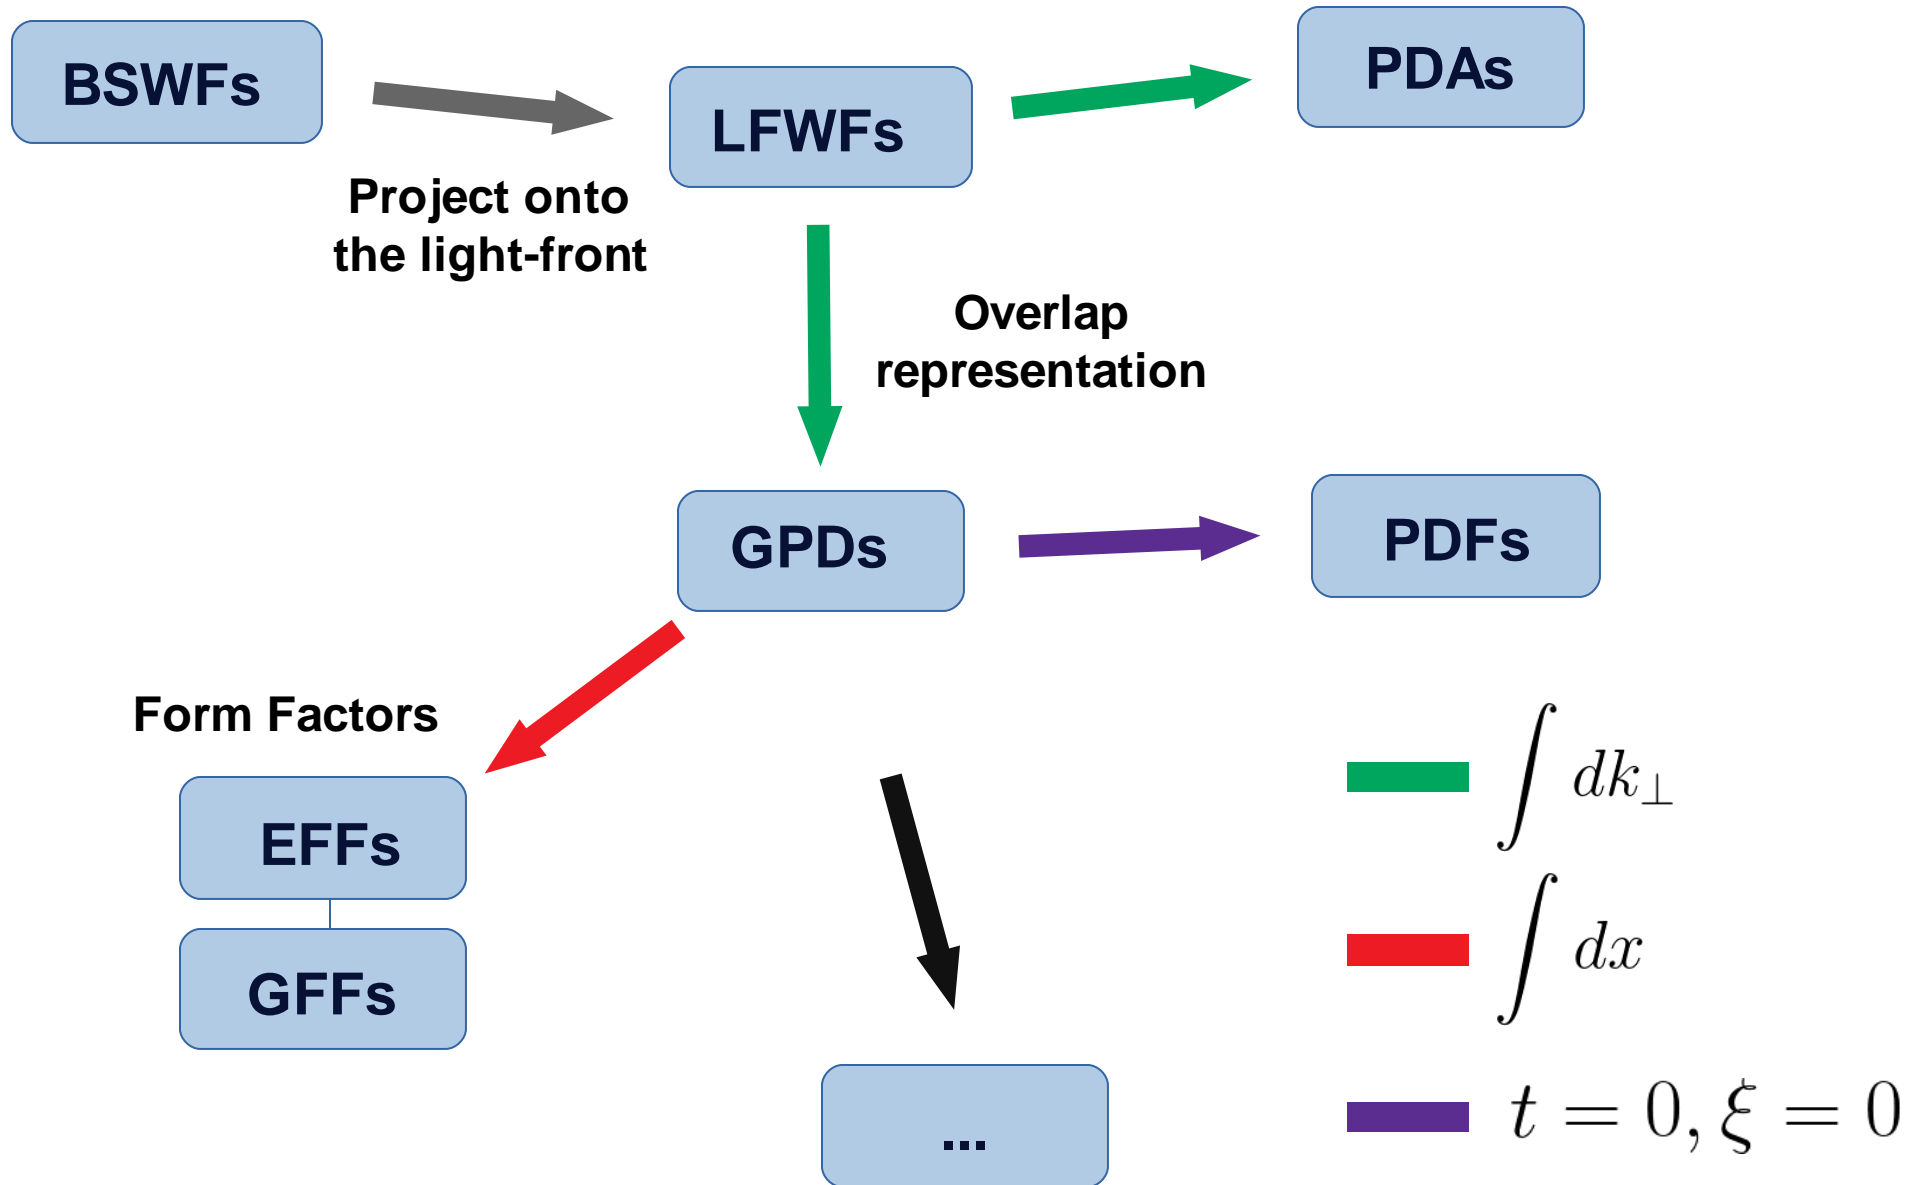 BSWFs
LFWFs
PDAs
Project onto
the light-front
Overlap
representation
GPDs
PDFs
Form Factors
EFFs
GFFs
...
∫ dk⊥
∫ dx
t = 0, ξ = 0